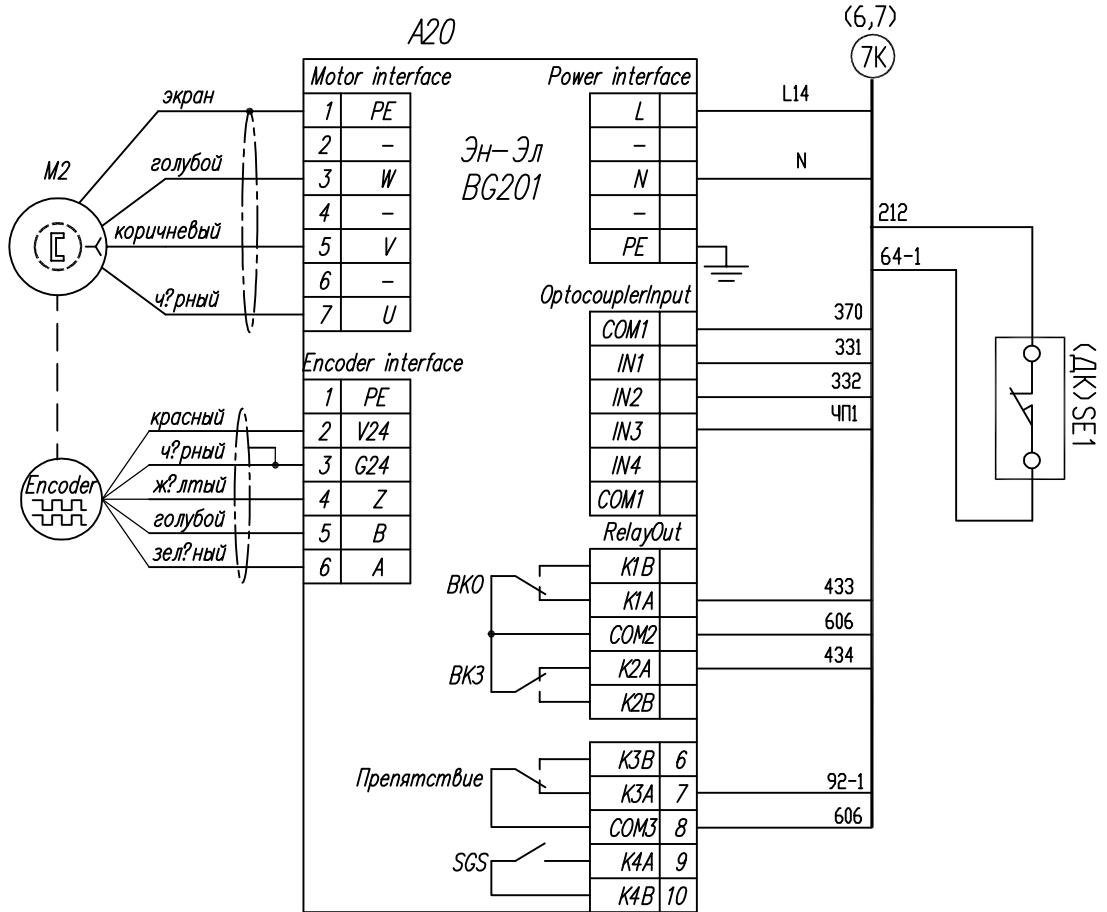 A20
(6,7)
7К
Motor interface
1 PE
2 –
3 W
4 –
5 V
6 –
7 U
экран
M2
голубой
коричневый
ч?рный
Эн–Эл
BG201
Power interface
L
–
N
–
PE
L14
N
212
64-1
OptocouplerInput
COM1
IN1
IN2
IN3
IN4
COM1
370
331
332
ЧП1
(ДК)SE1
Encoder interface
1 PE
2 V24
3 G24
4 Z
5 B
6 A
красный
ч?рный
ж?лтый
голубой
зел?ный
Encoder
RelayOut
K1B
K1A
COM2
K2A
K2B
ВКО
ВКЗ
433
606
434
K3B 6
K3A 7
COM3 8
K4A 9
K4B 10
Препятствие
SGS
92-1
606